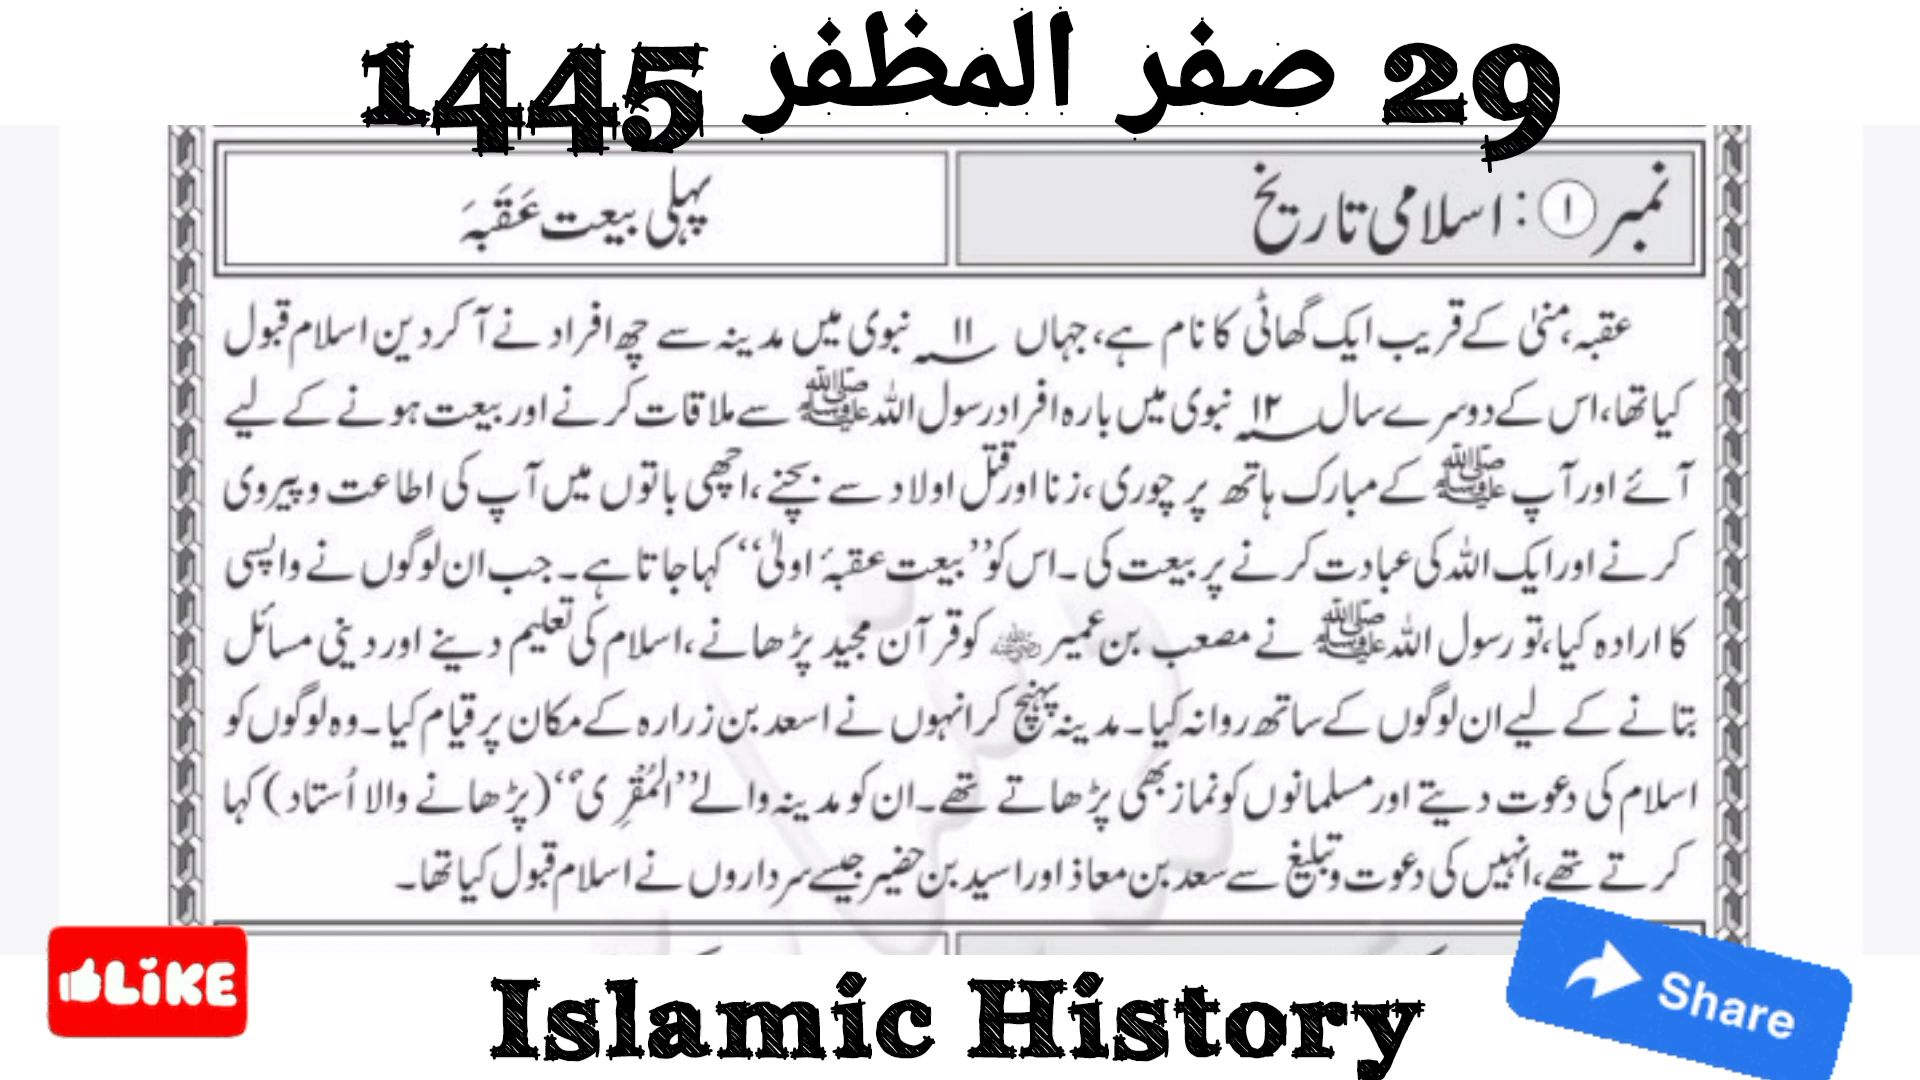 29 صفر المظفر 1445
نمبر ۱ : اسلامی تاریخ
پہلی بیعت عَقَبَہَ
عقبہ، منیٰ کے قریب ایک گھاٹی کا نام ہے، جہاں ۱۱؁ نبوی میں مدینہ سے چھ افراد نے آکر دین اسلام قبول
کیا تھا، اس کے دوسرے سال ۱۲؁ نبوی میں بارہ افراد رسول اللہ ﷺ سے ملاقات کرنے اور بیعت ہونے کے لیے
آئے اور آپ ﷺ کے مبارک ہاتھ پر چوری، زنا اور قتل اولاد سے بچنے، اچھی باتوں میں آپ کی اطاعت و پیروی
کرنے اور ایک اللہ کی عبادت کرنے پر بیعت کی۔ اس کو ’’بیعت عقبۂ اولیٰ‘‘ کہا جاتا ہے۔ جب ان لوگوں نے واپسی
کا ارادہ کیا، تو رسول اللہ ﷺ نے مصعب بن عمیر ؓ کو قرآن مجید پڑھانے، اسلام کی تعلیم دینے اور دینی مسائل
بتانے کے لیے ان لوگوں کے ساتھ روانہ کیا۔ مدینہ پہنچ کر انہوں نے اسعد بن زرارہ کے مکان پر قیام کیا۔ وہ لوگوں کو
اسلام کی دعوت دیتے اور مسلمانوں کو نماز بھی پڑھاتے تھے۔ ان کو مدینہ والے ’’المُقْرِئ‘‘ (پڑھانے والا اُستاد) کہا
کرتے تھے، انہیں کی دعوت و تبلیغ سے سعد بن معاذ اور اسید بن حضیر جیسے سرداروں نے اسلام قبول کیا تھا۔
LIKE
Islamic History
Share